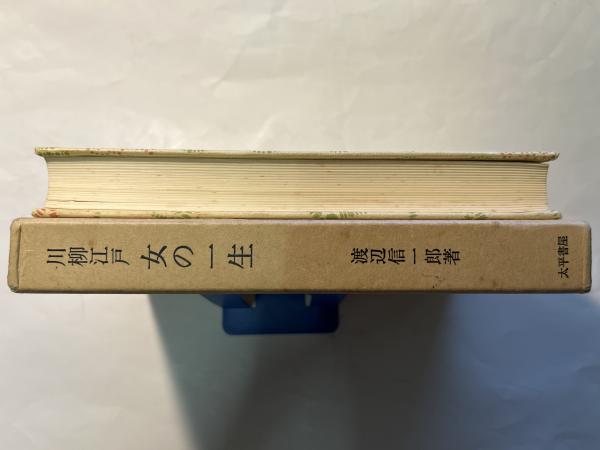 川柳江戸 女の一生
渡辺信一郎著
太平書屋